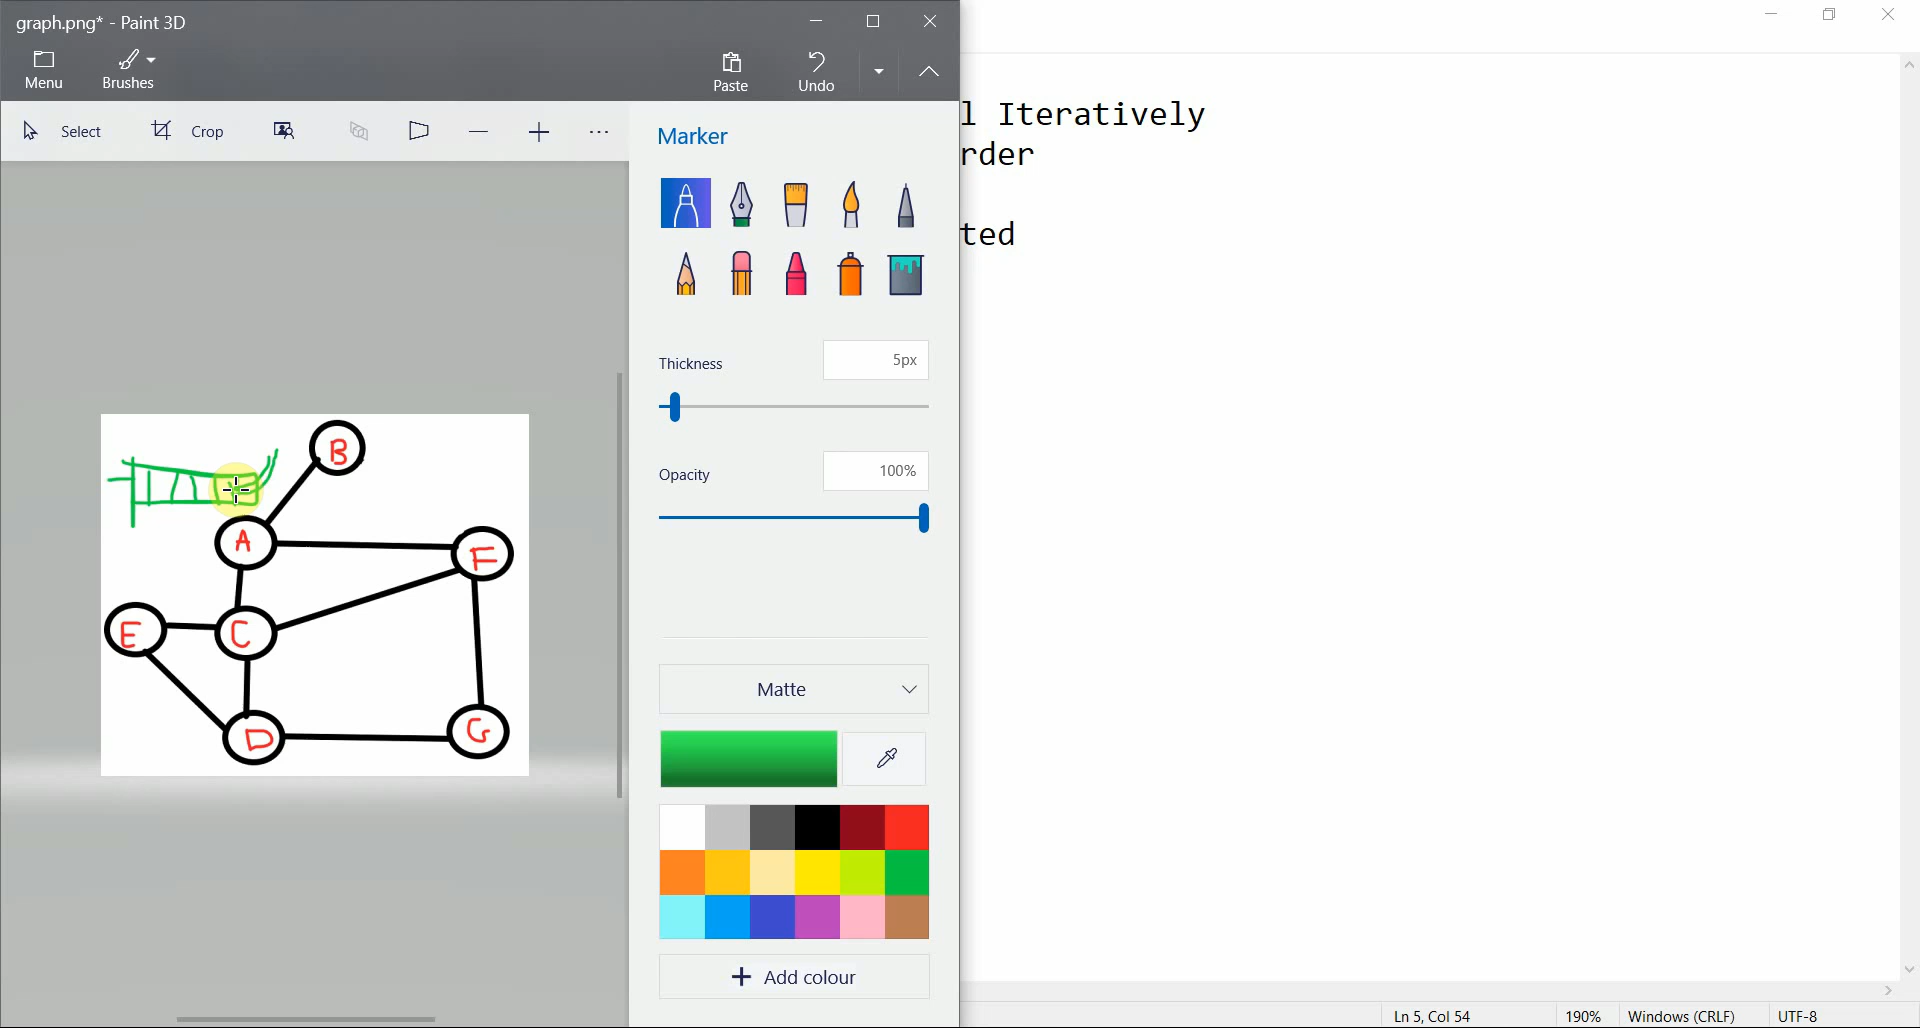 graph.png* - Paint 3D
Menu
Brushes
Paste
Undo
Select
Crop
Marker
Thickness
5px
Opacity
100%
Matte
Add colour
B
A
F
E
C
D
G
l Iteratively
rder
ted
Ln 5, Col 54
190%
Windows (CRLF)
UTF-8